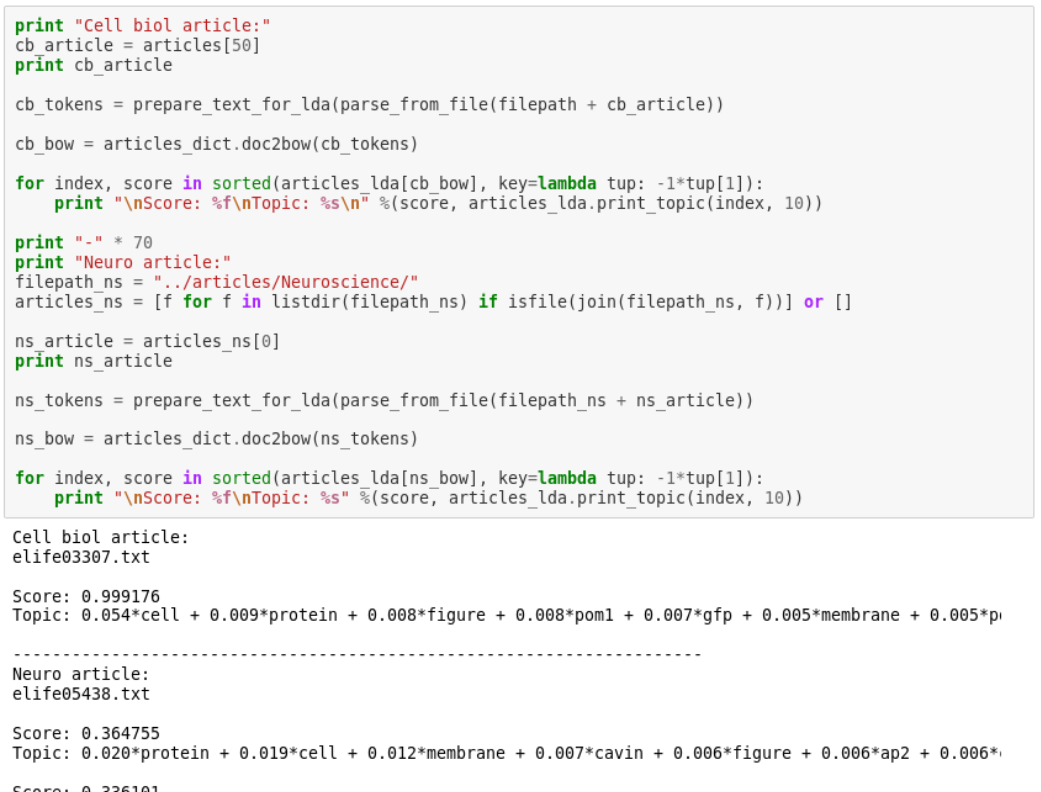 print "Cell biol article:"
cb_article = articles[50]
print cb_article
cb_tokens = prepare_text_for_lda(parse_from_file(filepath + cb_article))
cb_bow = articles_dict.doc2bow(cb_tokens)
for index, score in sorted(articles_lda[cb_bow], key=lambda tup: -1*tup[1]):
    print "\nScore: %f\nTopic: %s\n" %(score, articles_lda.print_topic(index, 10))
print "-" * 70
print "Neuro article:"
filepath_ns = "../articles/Neuroscience/"
articles_ns = [f for f in listdir(filepath_ns) if isfile(join(filepath_ns, f))] or []
ns_article = articles_ns[0]
print ns_article
ns_tokens = prepare_text_for_lda(parse_from_file(filepath_ns + ns_article))
ns_bow = articles_dict.doc2bow(ns_tokens)
for index, score in sorted(articles_lda[ns_bow], key=lambda tup: -1*tup[1]):
    print "\nScore: %f\nTopic: %s" %(score, articles_lda.print_topic(index, 10))
Cell biol article:
elife03307.txt
Score: 0.999176
Topic: 0.054*cell + 0.009*protein + 0.008*figure + 0.008*pom1 + 0.007*gfp + 0.005*membrane +
----------------------------------------------------------------------
Neuro article:
elife05438.txt
Score: 0.364755
Topic: 0.020*protein + 0.019*cell + 0.012*membrane + 0.007*cavin + 0.006*figure + 0.006*ap2 +
Score: 0.336101